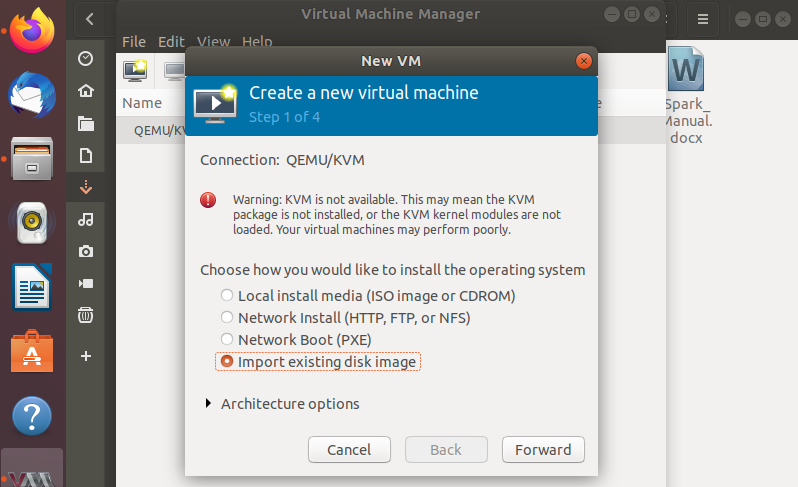 Virtual Machine Manager
File Edit View Help
New VM
Create a new virtual machine
Step 1 of 4
Name
QEMU/KV
Connection: QEMU/KVM
Warning: KVM is not available. This may mean the KVM
package is not installed, or the KVM kernel modules are not
loaded. Your virtual machines may perform poorly.
Choose how you would like to install the operating system
Local install media (ISO image or CDROM)
Network Install (HTTP, FTP, or NFS)
Network Boot (PXE)
Import existing disk image
Architecture options
Cancel
Back
Forward
W
Spark_
Manual.
docx